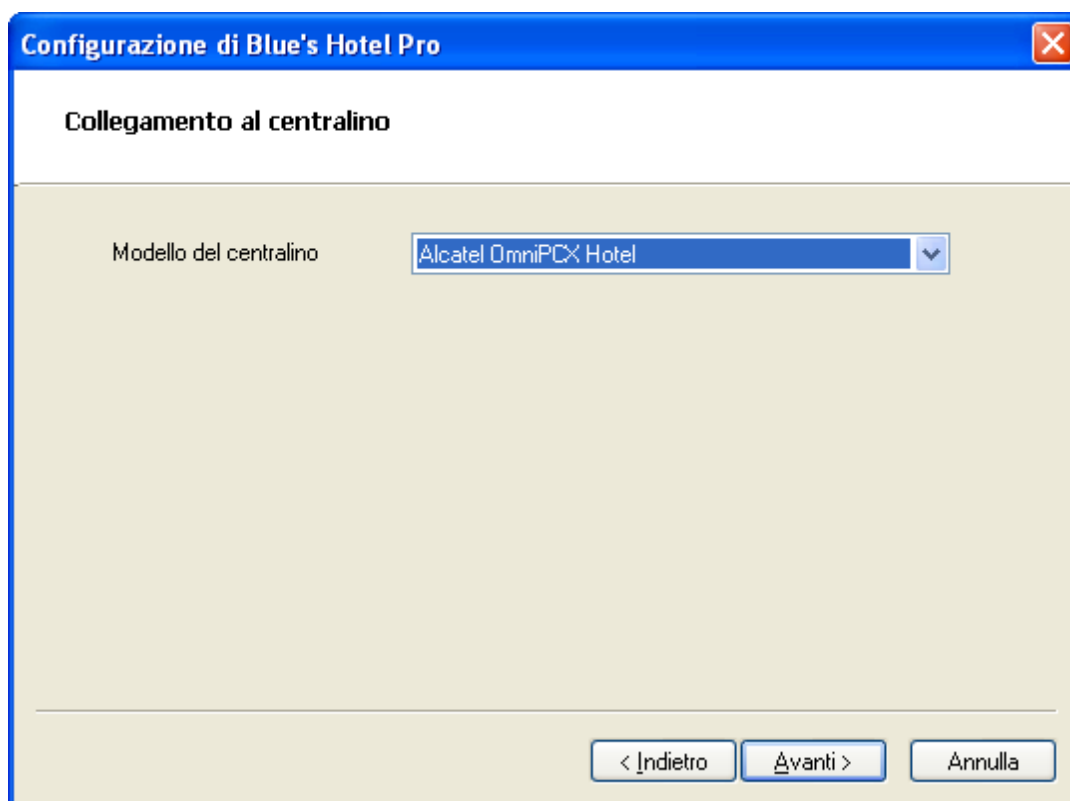 Configurazione di Blue's Hotel Pro
Collegamento al centralino
Modello del centralino
Alcatel OmniPCX Hotel
< Indietro
Avanti >
Annulla